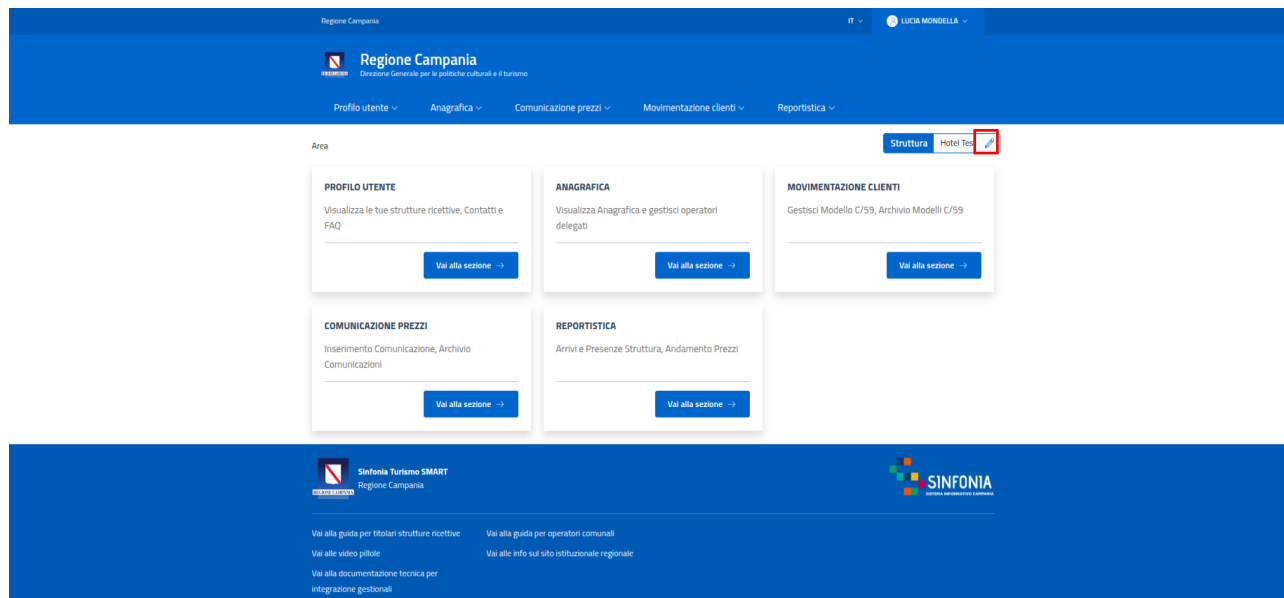 Regione Campania
IT
LUCIA MONDELLA
Regione Campania
Direzione Generale per le politiche culturali e il turismo
Profilo utente
Anagrafica
Comunicazione prezzi
Movimentazione clienti
Reportistica
Area
Struttura
Hotel Tes
PROFILO UTENTE
Visualizza le tue strutture ricettive, Contatti e
FAQ
Vai alla sezione →
ANAGRAFICA
Visualizza Anagrafica e gestisci operatori
delegati
Vai alla sezione →
MOVIMENTAZIONE CLIENTI
Gestisci Modello C/59, Archivio Modelli C/59
Vai alla sezione →
COMUNICAZIONE PREZZI
Inserimento Comunicazione, Archivio
Comunicazioni
Vai alla sezione →
REPORTISTICA
Arrivi e Presenze Struttura, Andamento Prezzi
Vai alla sezione →
REGIONE CAMPANIA
Sinfonia Turismo SMART
Regione Campania
SINFONIA
SISTEMA INFORMATIVO CAMPANIA
Vai alla guida per titolari strutture ricettive
Vai alla guida per operatori comunali
Vai alle video pillole
Vai alle info sul sito istituzionale regionale
Vai alla documentazione tecnica per
integrazione gestionali